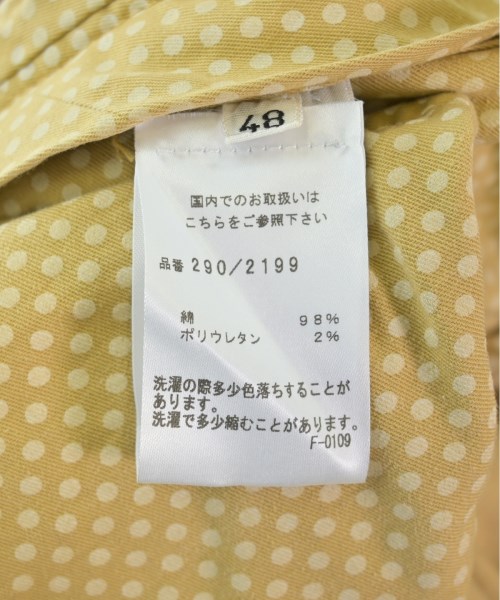 48
国内でのお取扱いは
こちらをご参照下さい
品番 290/2199
綿 98%
ポリウレタン 2%
洗濯の際多少色落ちすることが
あります。
洗濯で多少縮むことがあります。
F-0109